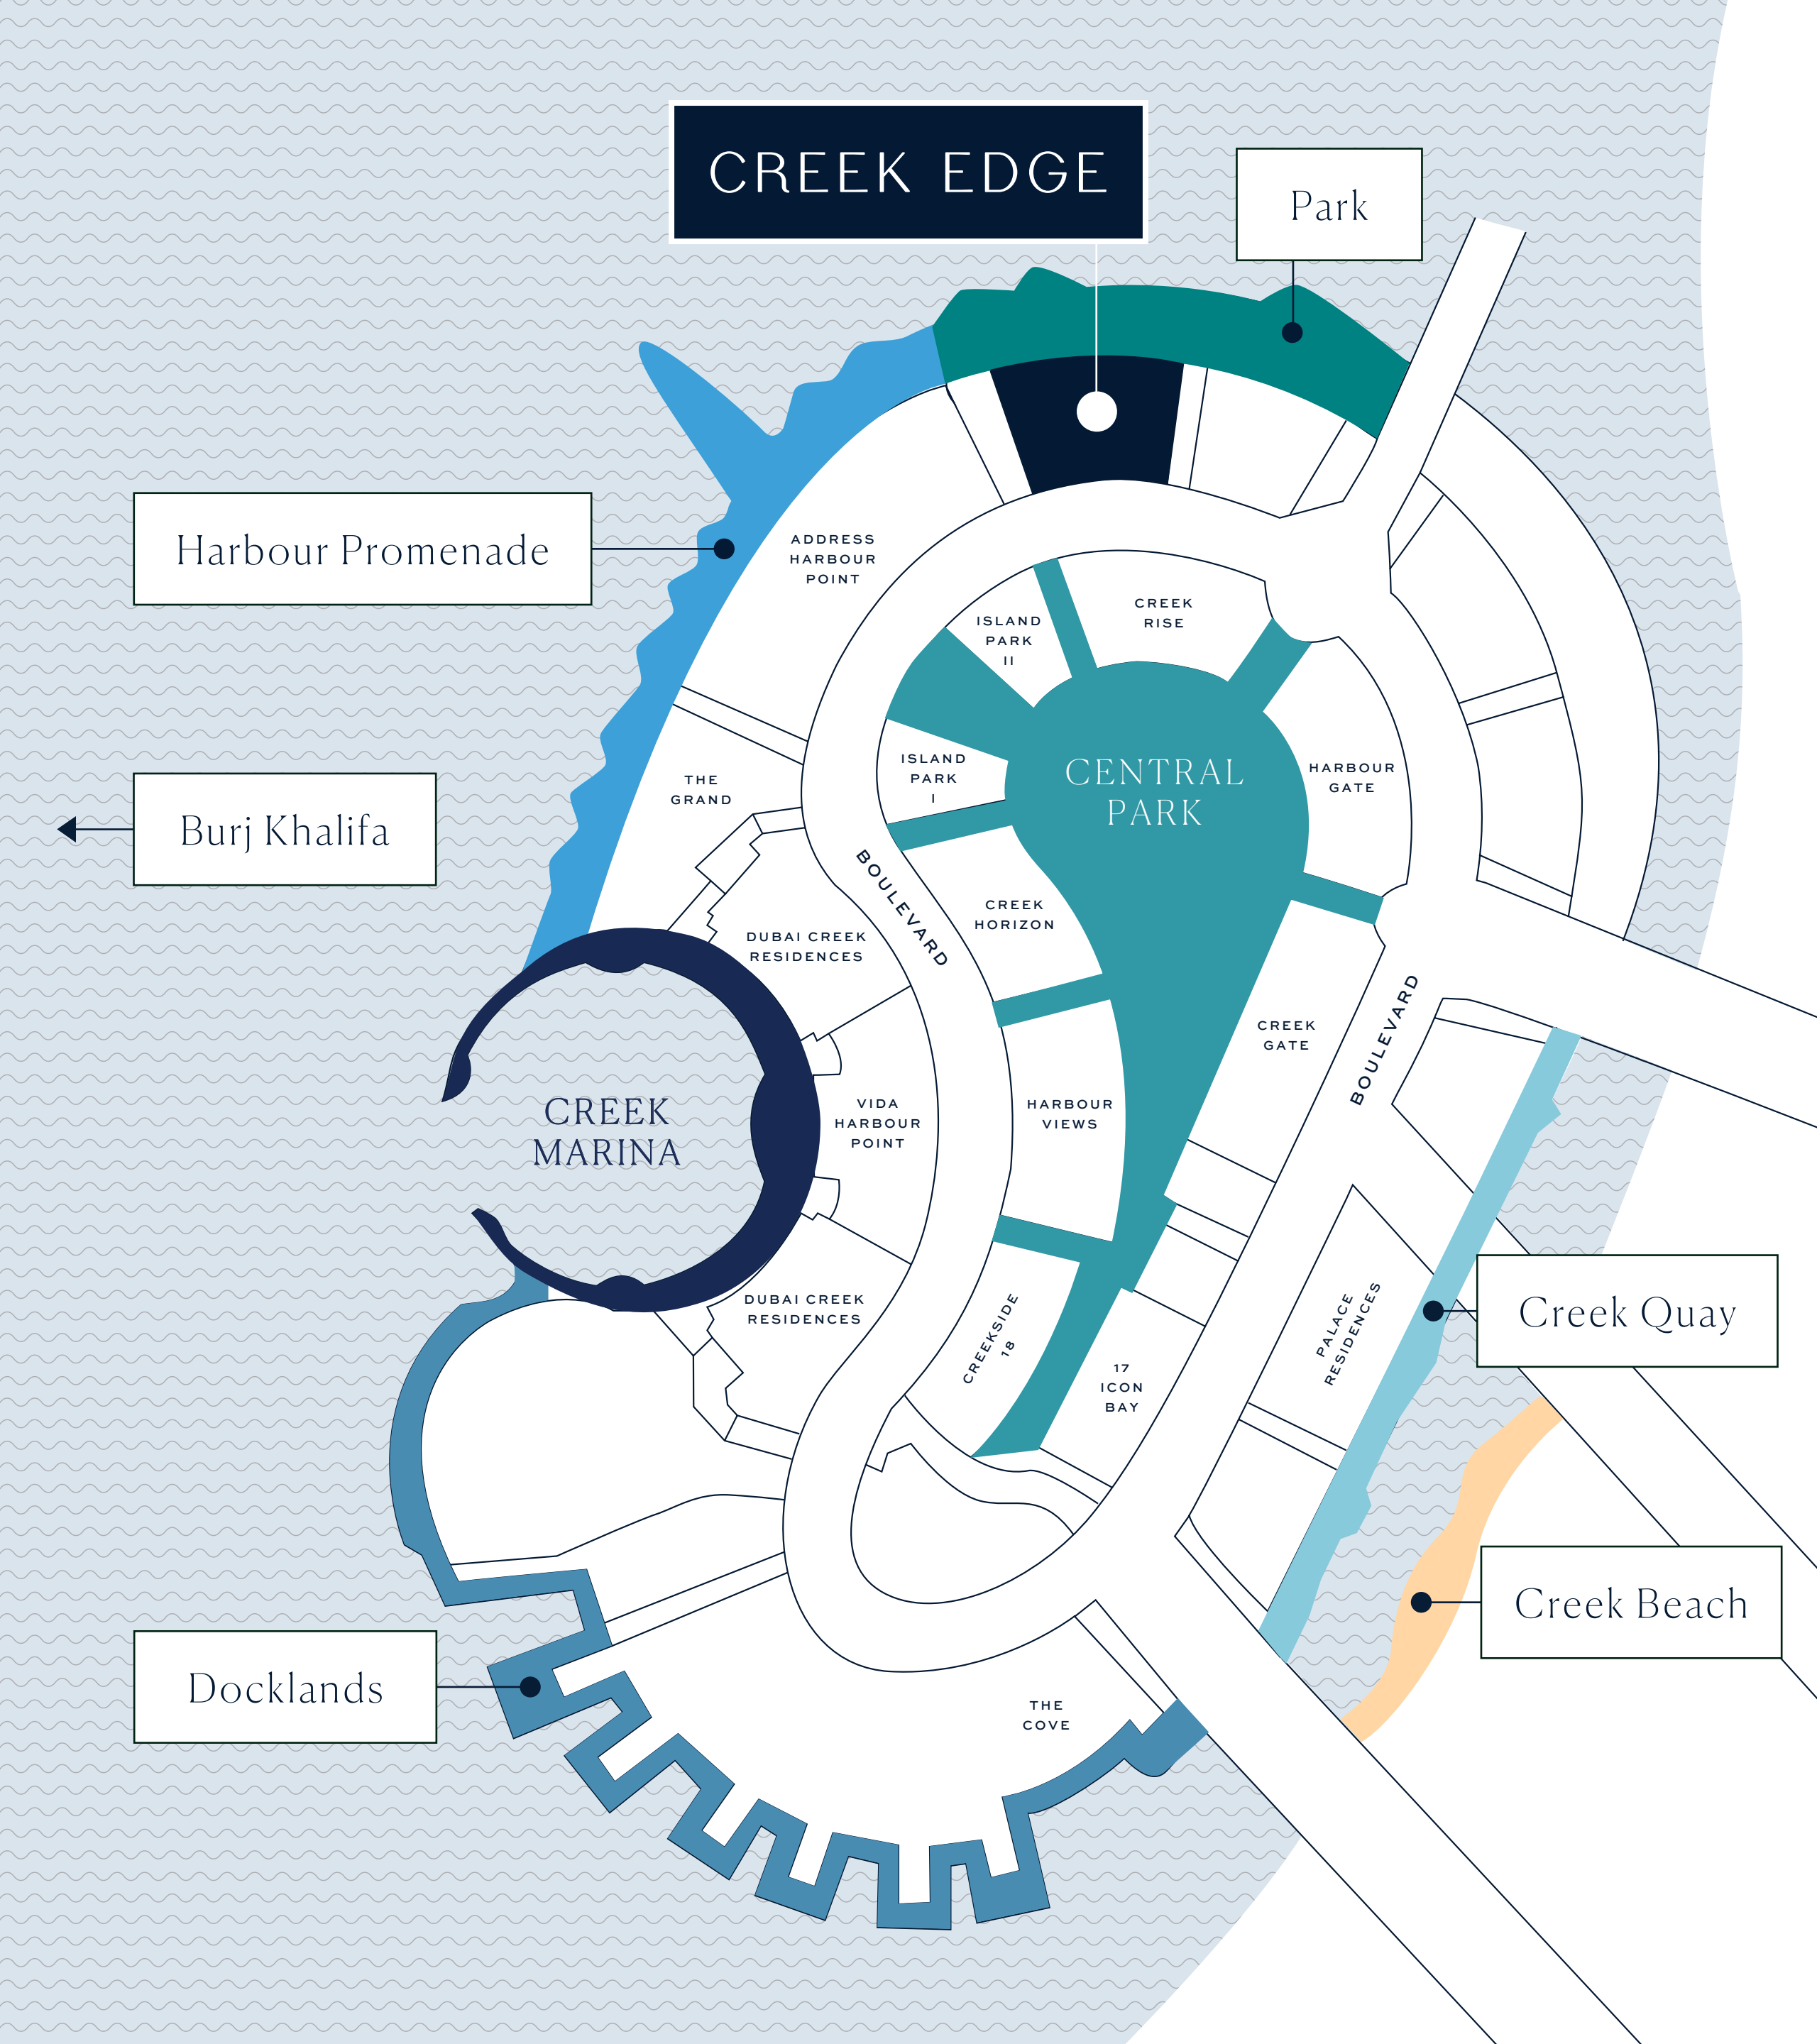 CREEK EDGE
Park
Harbour Promenade
ADDRESS
HARBOUR
POINT
CREEK
RISE
ISLAND
PARK
II
ISLAND
PARK
I
CENTRAL
PARK
HARBOUR
GATE
THE
GRAND
Burj Khalifa
BOULEVARD
CREEK
HORIZON
DUBAI CREEK
RESIDENCES
CREEK
GATE
BOULEVARD
CREEK
MARINA
VIDA
HARBOUR
POINT
HARBOUR
VIEWS
DUBAI CREEK
RESIDENCES
CREEKSIDE
18
17
ICON
BAY
PALACE
RESIDENCES
Creek Quay
Creek Beach
Docklands
THE
COVE